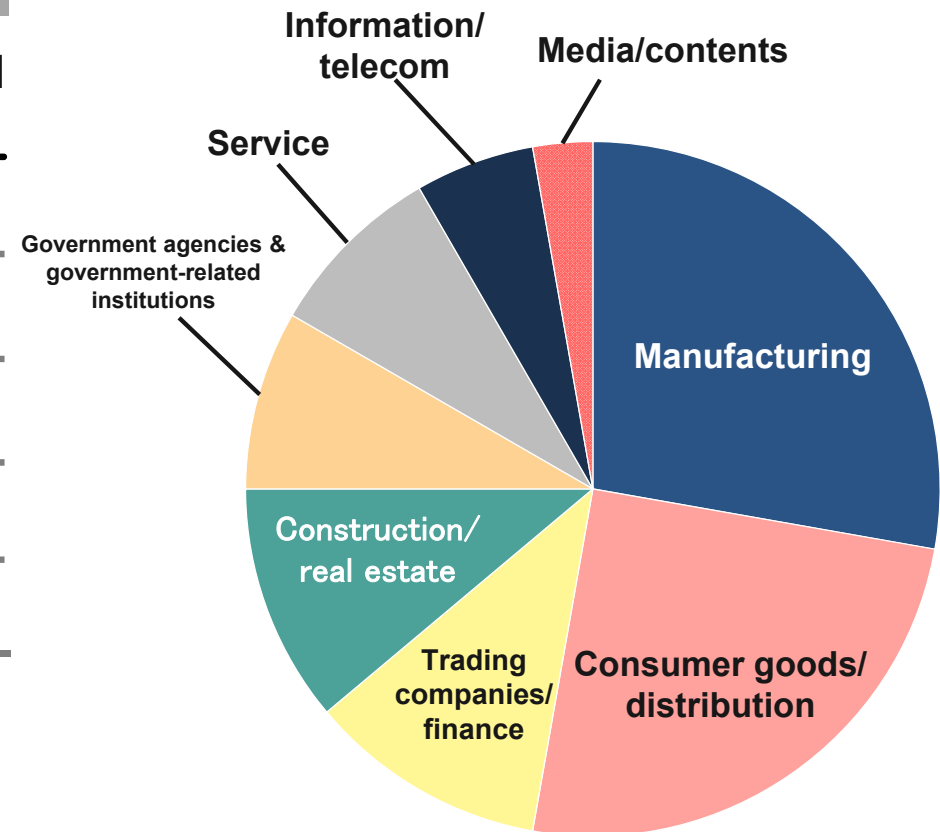 Information/
telecom
Media/contents
Service
Government agencies &
government-related
institutions
Manufacturing
Construction/
real estate
Trading
companies/
finance
Consumer goods/
distribution